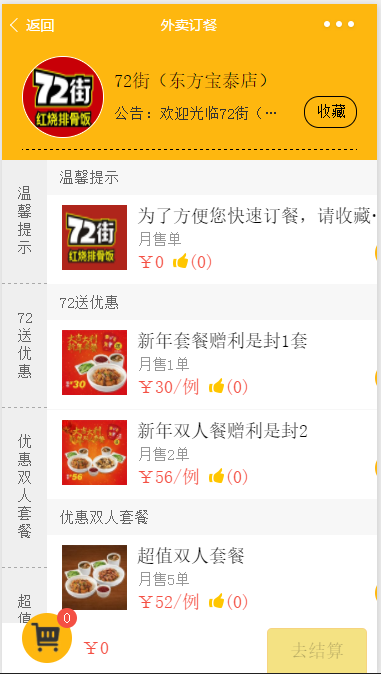 返回
外卖订餐
72街
红烧排骨饭
72街（东方宝泰店）
公告：欢迎光临72街（…
收藏
温馨提示
72送优惠
优惠双人套餐
超值
温馨提示
72街
红烧排骨饭
为了方便您快速订餐，请收藏
月售单
￥0 (0)
72送优惠
￥30
新年套餐赠利是封1套
月售1单
￥30/例 (0)
￥56
新年双人餐赠利是封2
月售2单
￥56/例 (0)
优惠双人套餐
超值双人套餐
月售5单
￥52/例 (0)
0
￥0
去结算